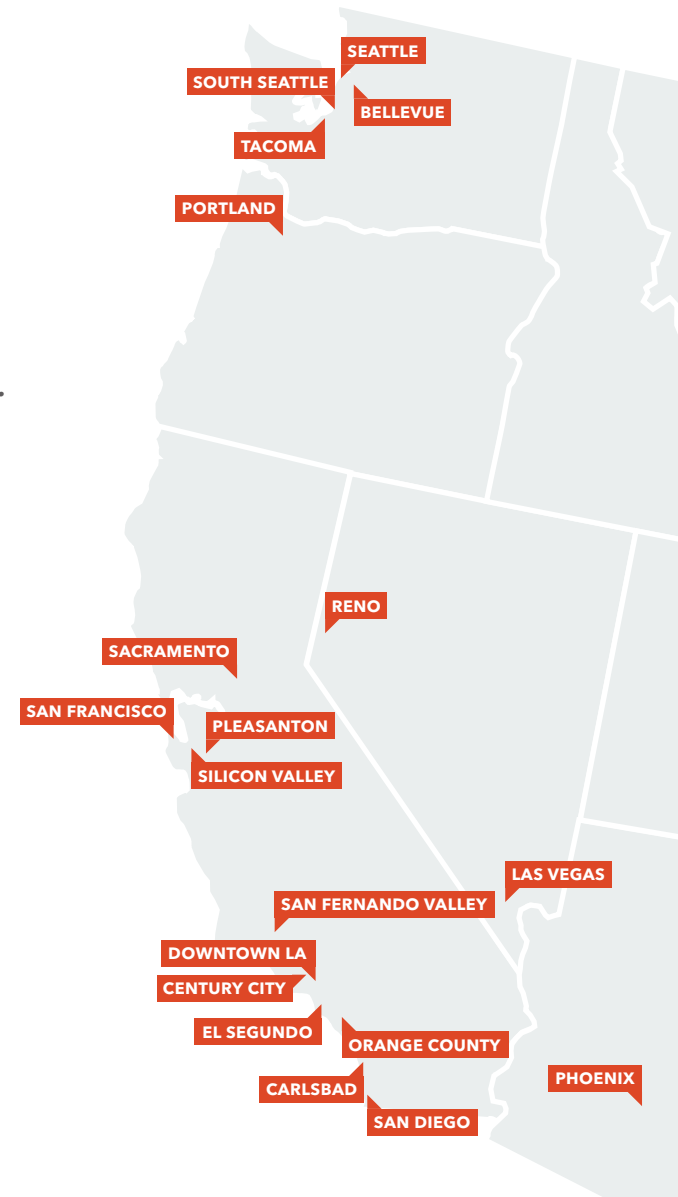 SEATTLE
SOUTH SEATTLE
BELLEVUE
TACOMA
PORTLAND
RENO
SACRAMENTO
SAN FRANCISCO
PLEASANTON
SILICON VALLEY
LAS VEGAS
SAN FERNANDO VALLEY
DOWNTOWN LA
CENTURY CITY
EL SEGUNDO
ORANGE COUNTY
PHOENIX
CARLSBAD
SAN DIEGO